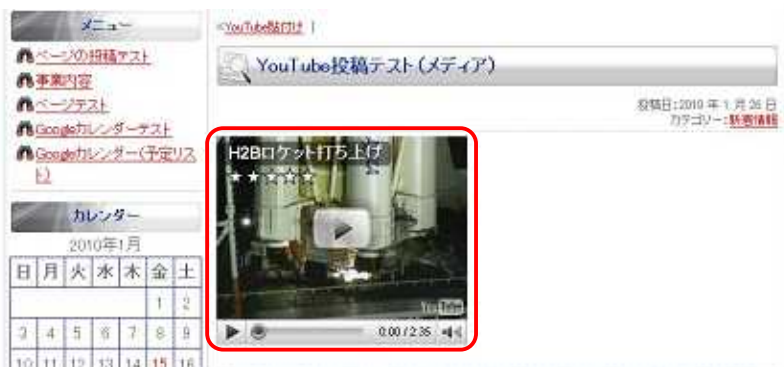 メニュー
ページの投稿テスト
事業内容
ページテスト
Googleカレンダーテスト
Googleカレンダー(予定リス
ト)
カレンダー
2010年1月
日 月 火 水 木 金 土
1 2
3 4 5 6 7 8 9
10 11 12 13 14 15 16
<YouTube貼付け |
YouTube投稿テスト(メディア)
投稿日:2010 年 1 月 26 日
カテゴリー:新着情報
H2Bロケット打ち上げ
YouTube
0:00 / 2:35